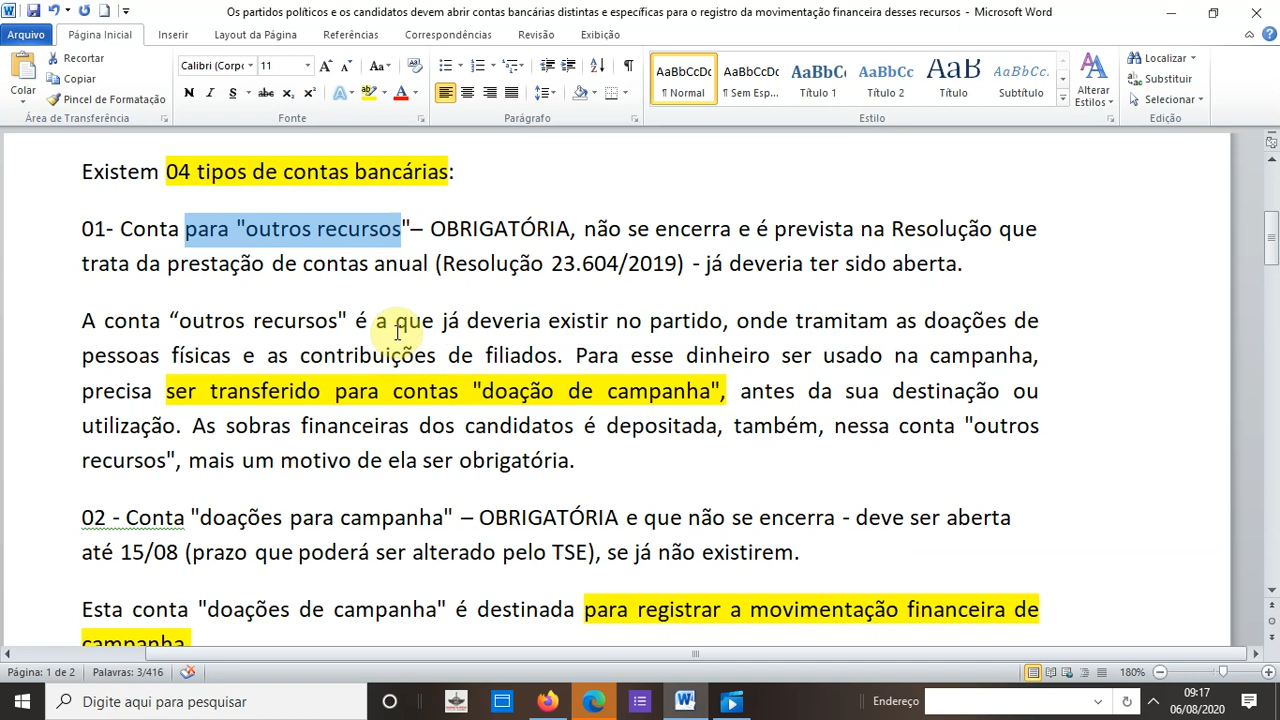 Os partidos políticos e os candidatos devem abrir contas bancárias distintas e específicas para o registro da movimentação financeira desses recursos - Microsoft Word
Arquivo Página Inicial Inserir Layout da Página Referências Correspondências Revisão Exibição
Colar
Recortar
Copiar
Pincel de Formatação
Área de Transferência
Calibri (Corpo 11
N I S abc x₂ x²
Fonte
Parágrafo
AaBbCcDc AaBbCcDc AaBbCc AaBbCc AaBbCc AaBbCc.
¶ Normal ¶ Sem Esp... Título 1 Título 2 Título Subtítulo
Alterar Estilos
Estilo
Localizar
Substituir
Selecionar
Edição
Existem 04 tipos de contas bancárias:
01- Conta para "outros recursos"– OBRIGATÓRIA, não se encerra e é prevista na Resolução que
trata da prestação de contas anual (Resolução 23.604/2019) - já deveria ter sido aberta.
A conta “outros recursos" é a que já deveria existir no partido, onde tramitam as doações de
pessoas físicas e as contribuições de filiados. Para esse dinheiro ser usado na campanha,
precisa ser transferido para contas "doação de campanha", antes da sua destinação ou
utilização. As sobras financeiras dos candidatos é depositada, também, nessa conta "outros
recursos", mais um motivo de ela ser obrigatória.
02 - Conta "doações para campanha" – OBRIGATÓRIA e que não se encerra - deve ser aberta
até 15/08 (prazo que poderá ser alterado pelo TSE), se já não existirem.
Esta conta "doações de campanha" é destinada para registrar a movimentação financeira de
campanha.
Página: 1 de 2 Palavras: 3/416 180%
Digite aqui para pesquisar
Endereço
09:17
06/08/2020